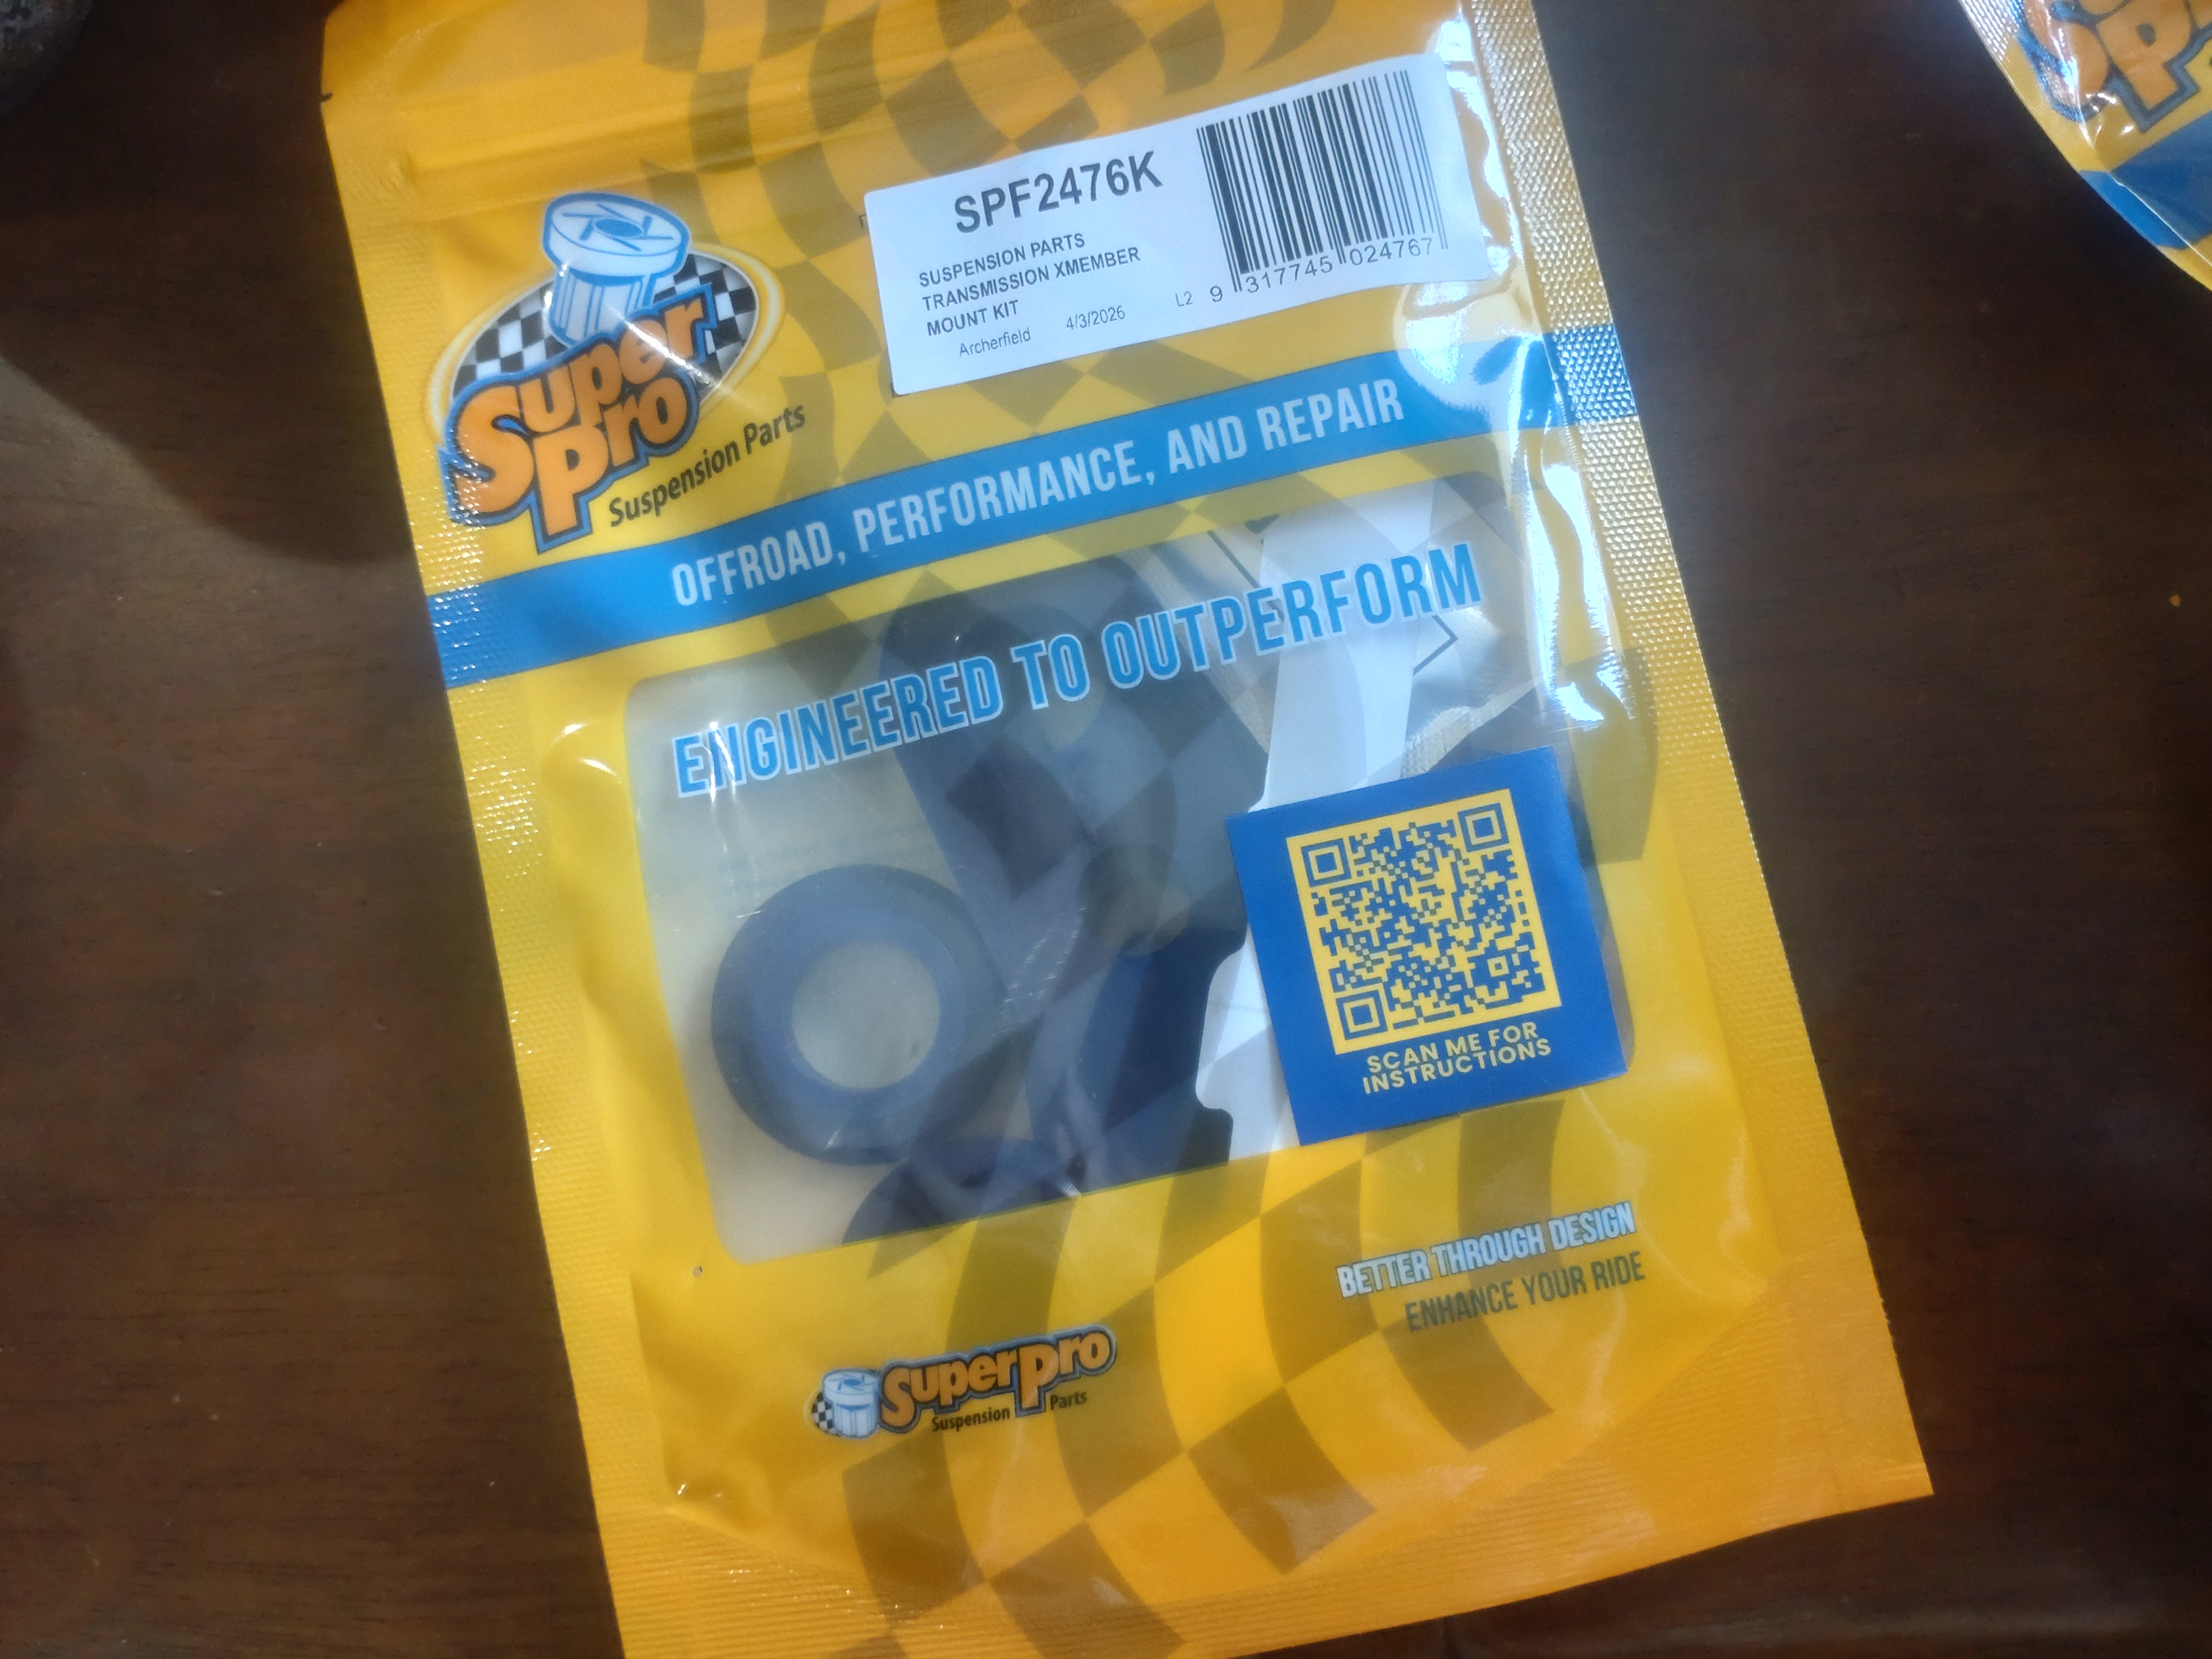 SPF2476K
SUSPENSION PARTS
TRANSMISSION XMEMBER
MOUNT KIT
Archerfield 4/3/2026 L2
9 317745 024767
Super
Pro
Suspension Parts
OFFROAD, PERFORMANCE, AND REPAIR
ENGINEERED TO OUTPERFORM
SCAN ME FOR
INSTRUCTIONS
BETTER THROUGH DESIGN
ENHANCE YOUR RIDE
SuperPro
Suspension Parts